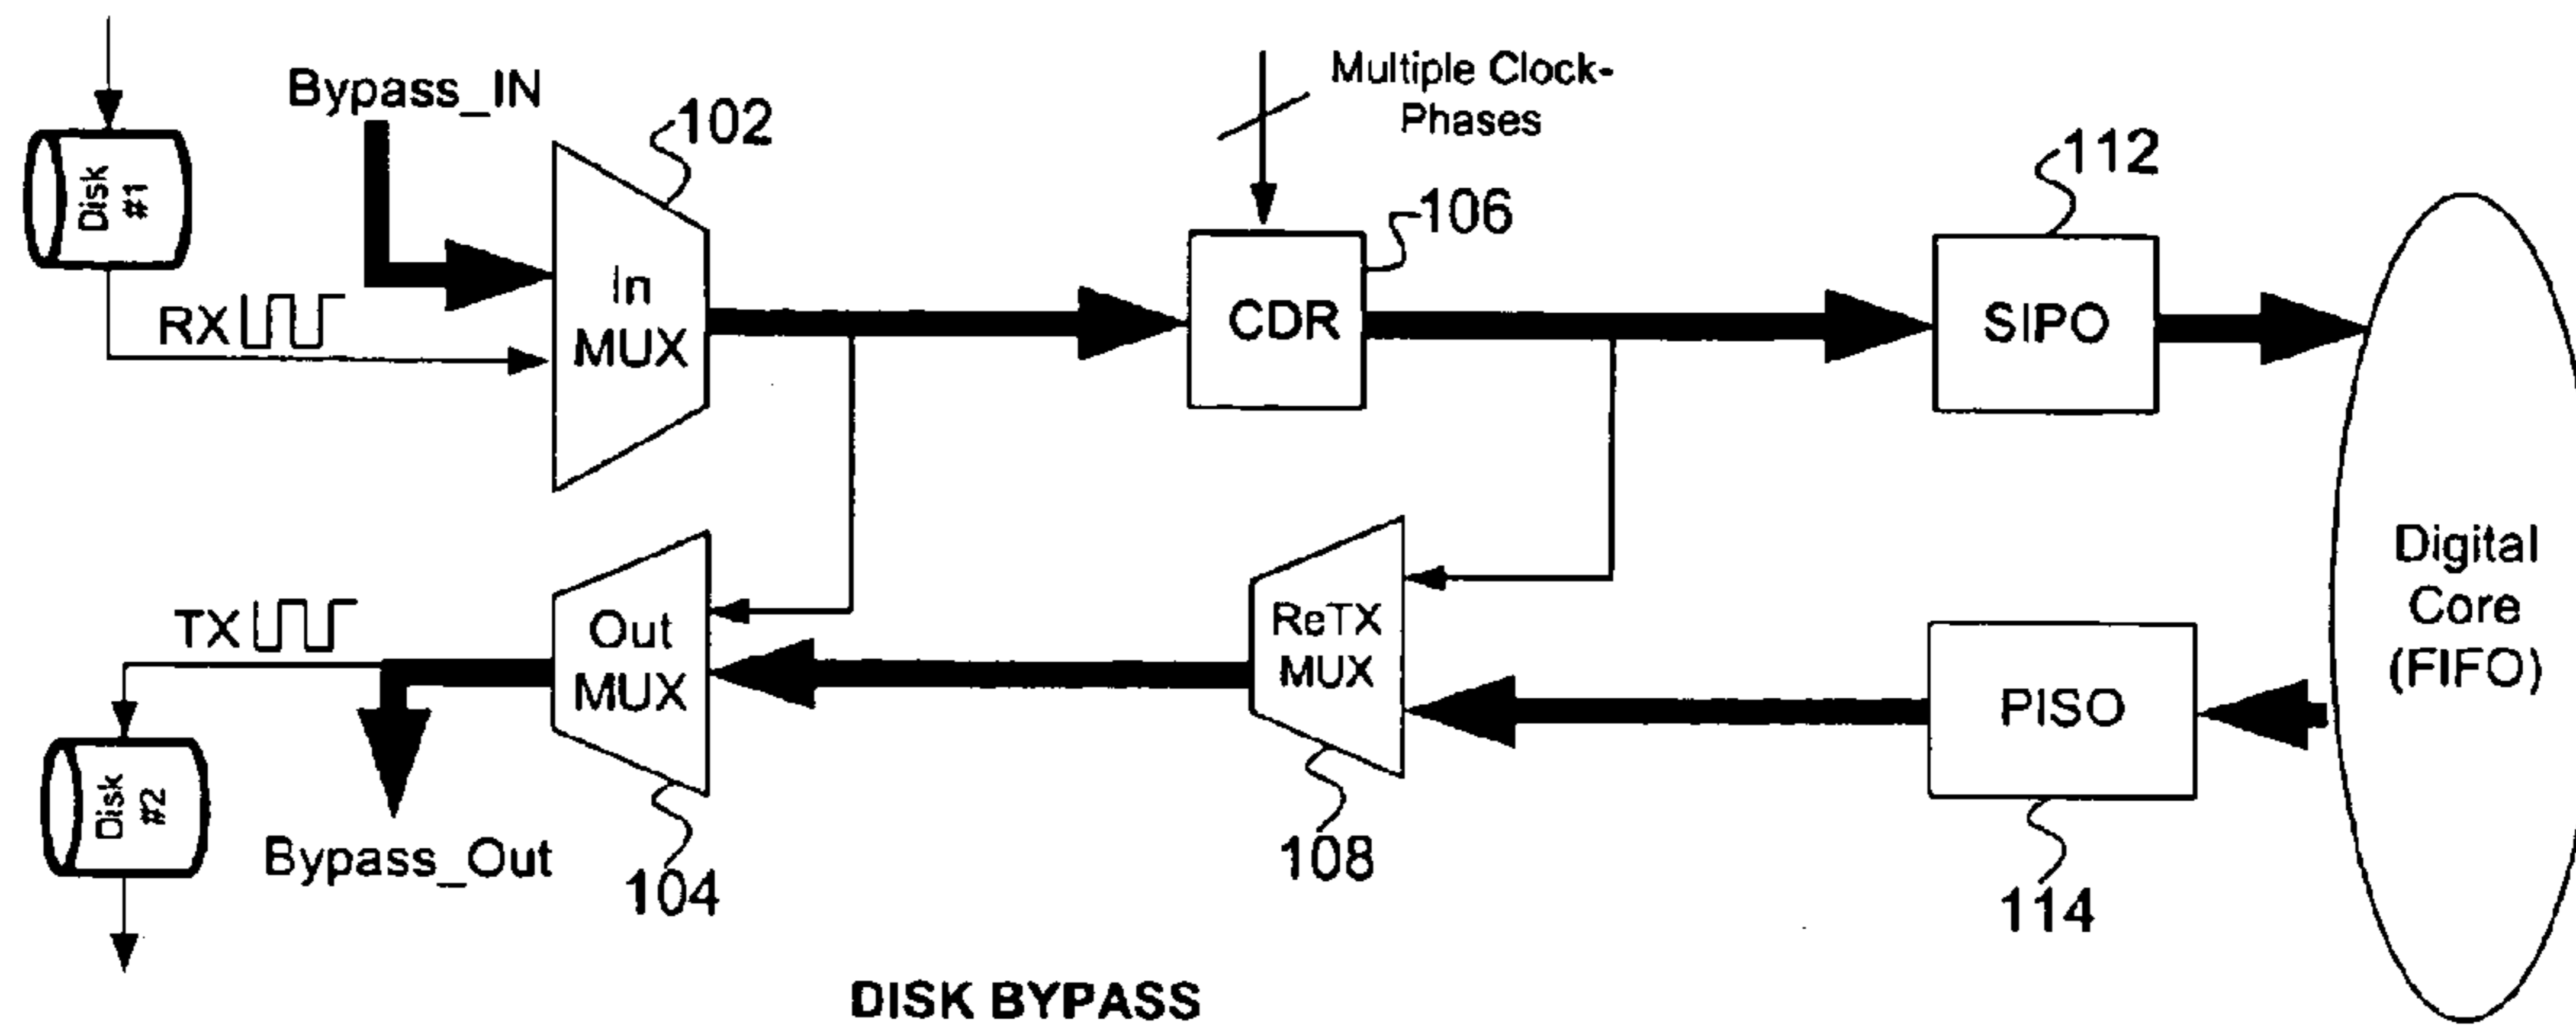 Bypass_IN
102
Multiple Clock-
Phases
112
Disk
#1
106
RX
In
MUX
CDR
SIPO
Digital
Core
(FIFO)
TX
Out
MUX
ReTX
MUX
PISO
Disk
#2
Bypass_Out
104
108
114
DISK BYPASS